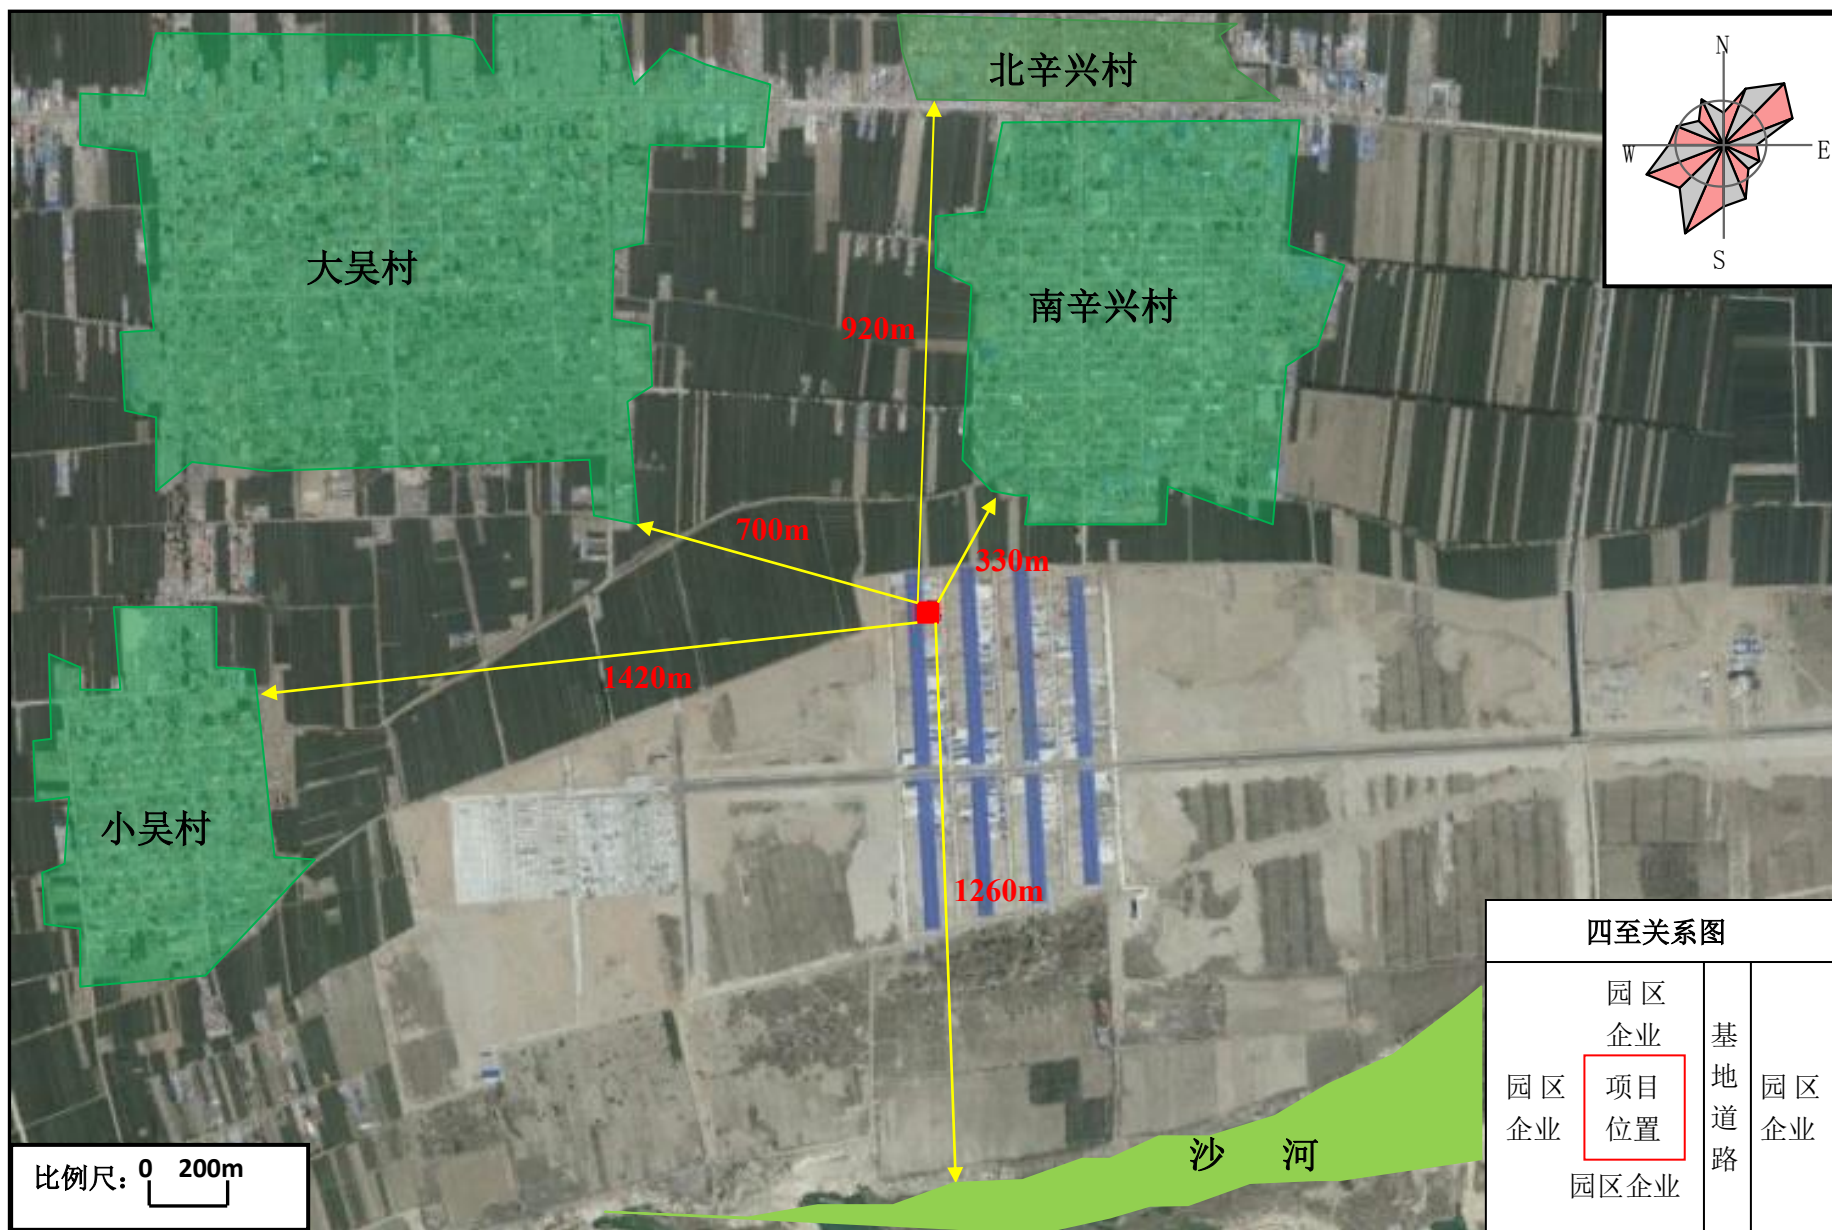 北辛兴村
N
W
E
S
大吴村
南辛兴村
920m
700m
330m
1420m
小吴村
1260m
四至关系图
园区
企业
园区
企业
项目
位置
基地道路
园区
企业
园区企业
沙 河
比例尺：0 200m